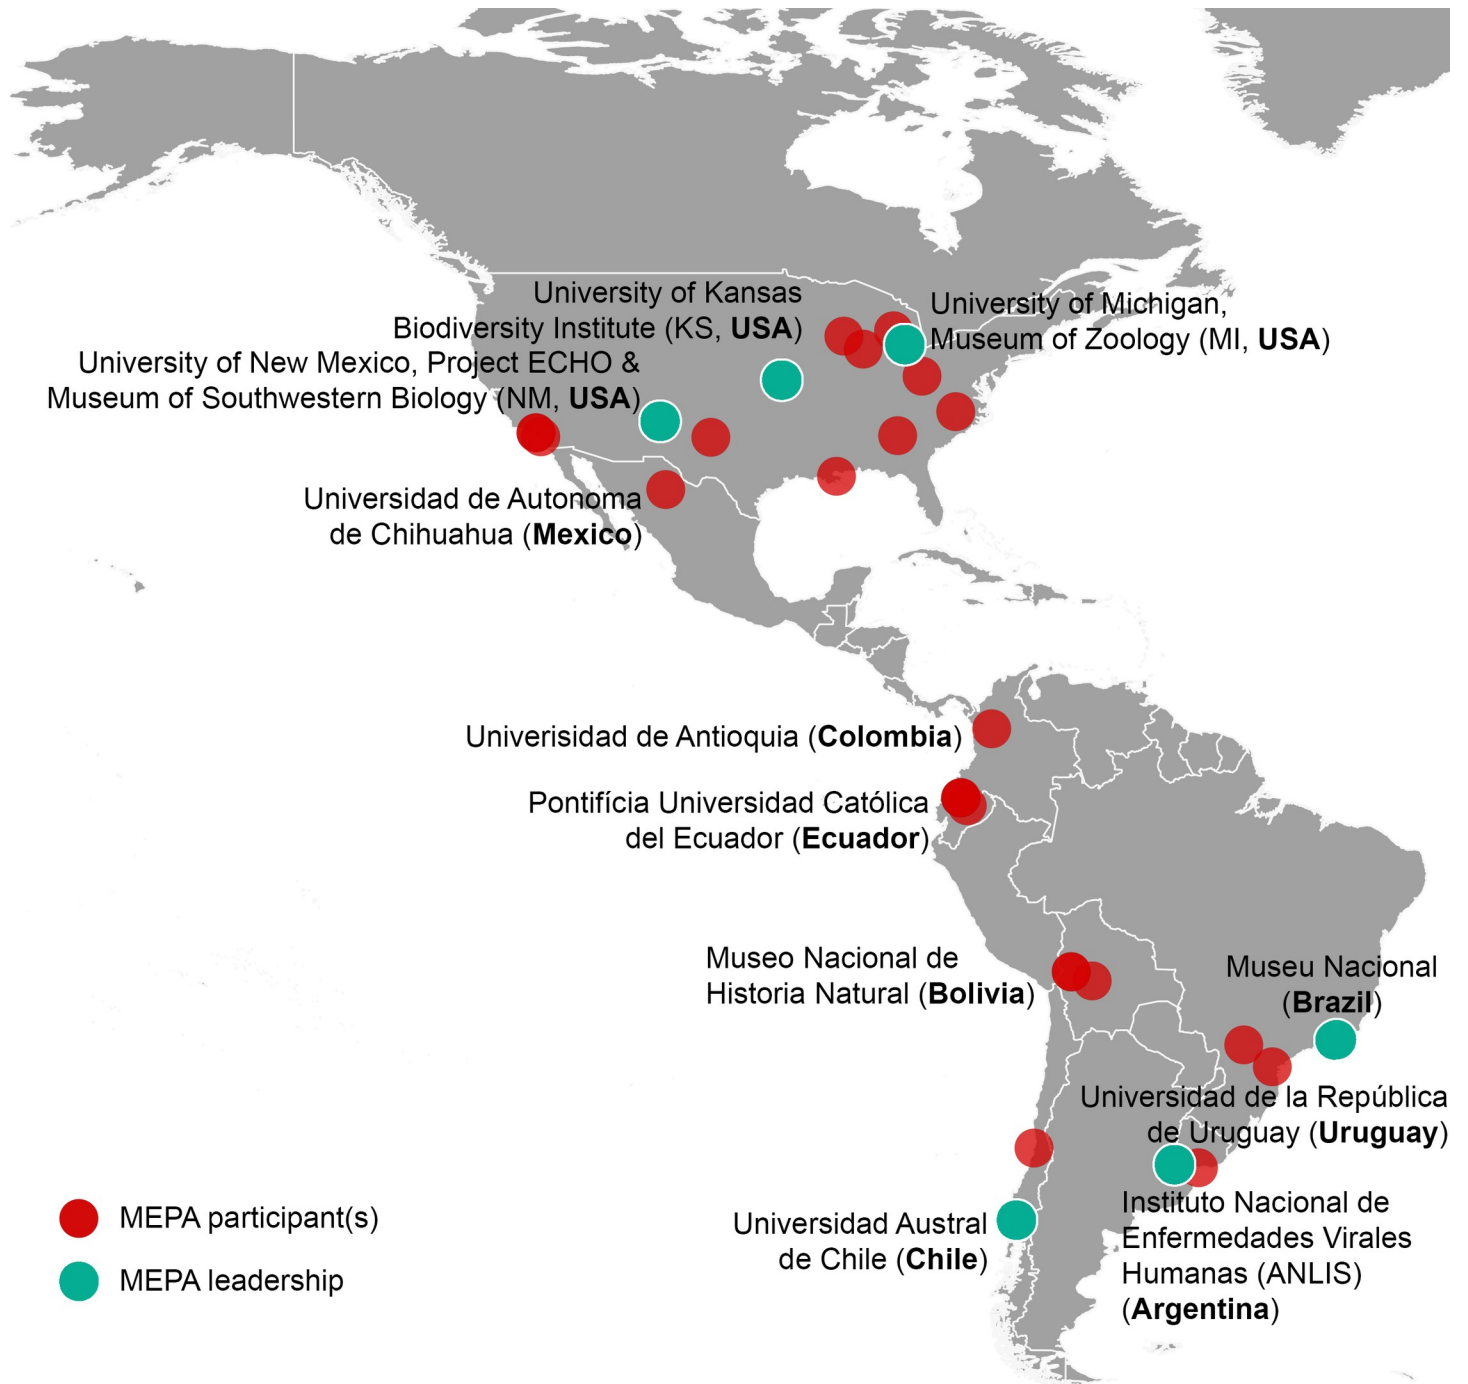 University of Kansas
Biodiversity Institute (KS, USA)
University of Michigan,
Museum of Zoology (MI, USA)
University of New Mexico, Project ECHO &
Museum of Southwestern Biology (NM, USA)
Universidad de Autonoma
de Chihuahua (Mexico)
Univerisidad de Antioquia (Colombia)
Pontifícia Universidad Católica
del Ecuador (Ecuador)
Museo Nacional de
Historia Natural (Bolivia)
Museu Nacional
(Brazil)
Universidad de la República
de Uruguay (Uruguay)
Instituto Nacional de
Enfermedades Virales
Humanas (ANLIS)
(Argentina)
Universidad Austral
de Chile (Chile)
MEPA participant(s)
MEPA leadership